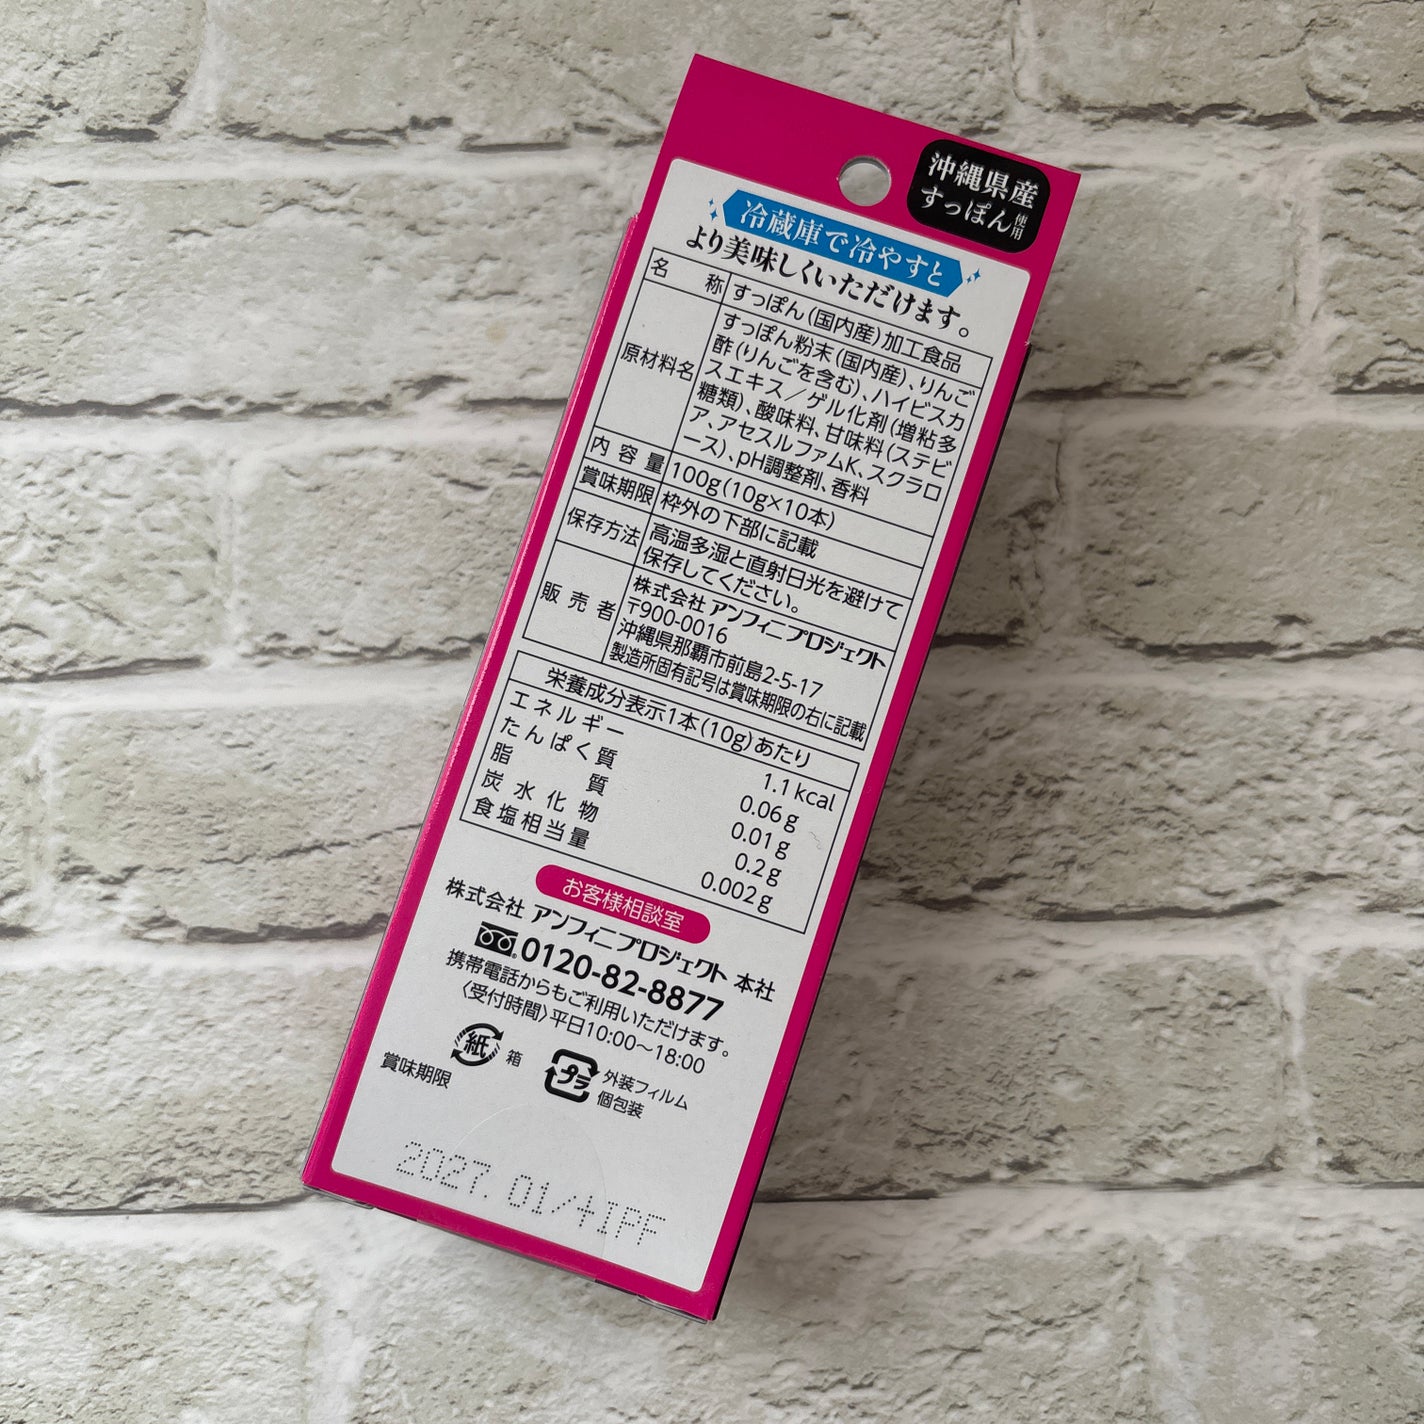 沖縄県産
すっぽん使用
冷蔵庫で冷やすと
より美味しくいただけます。
名称 すっぽん(国内産)加工食品
原材料名 すっぽん粉末(国内産)、りんご
酢(りんごを含む)、ハイビスカ
スエキス/ゲル化剤(増粘多
糖類)、酸味料、甘味料(ステビ
ア、アセスルファムK、スクラロ
ース)、pH調整剤、香料
内容量 100g(10g×10本)
賞味期限 枠外の下部に記載
保存方法 高温多湿と直射日光を避けて
保存してください。
販売者 株式会社 アンフィニプロジェクト
〒900-0016
沖縄県那覇市前島2-5-17
製造所固有記号は賞味期限の右に記載
栄養成分表示1本(10g)あたり
エネルギー 1.1kcal
たんぱく質 0.06g
脂質 0.01g
炭水化物 0.2g
食塩相当量 0.002g
お客様相談室
株式会社 アンフィニプロジェクト 本社
0120-82-8877
携帯電話からもご利用いただけます。
〈受付時間〉平日10:00〜18:00
紙 箱
プラ 外装フィルム
個包装
賞味期限
2027.01/+IPF